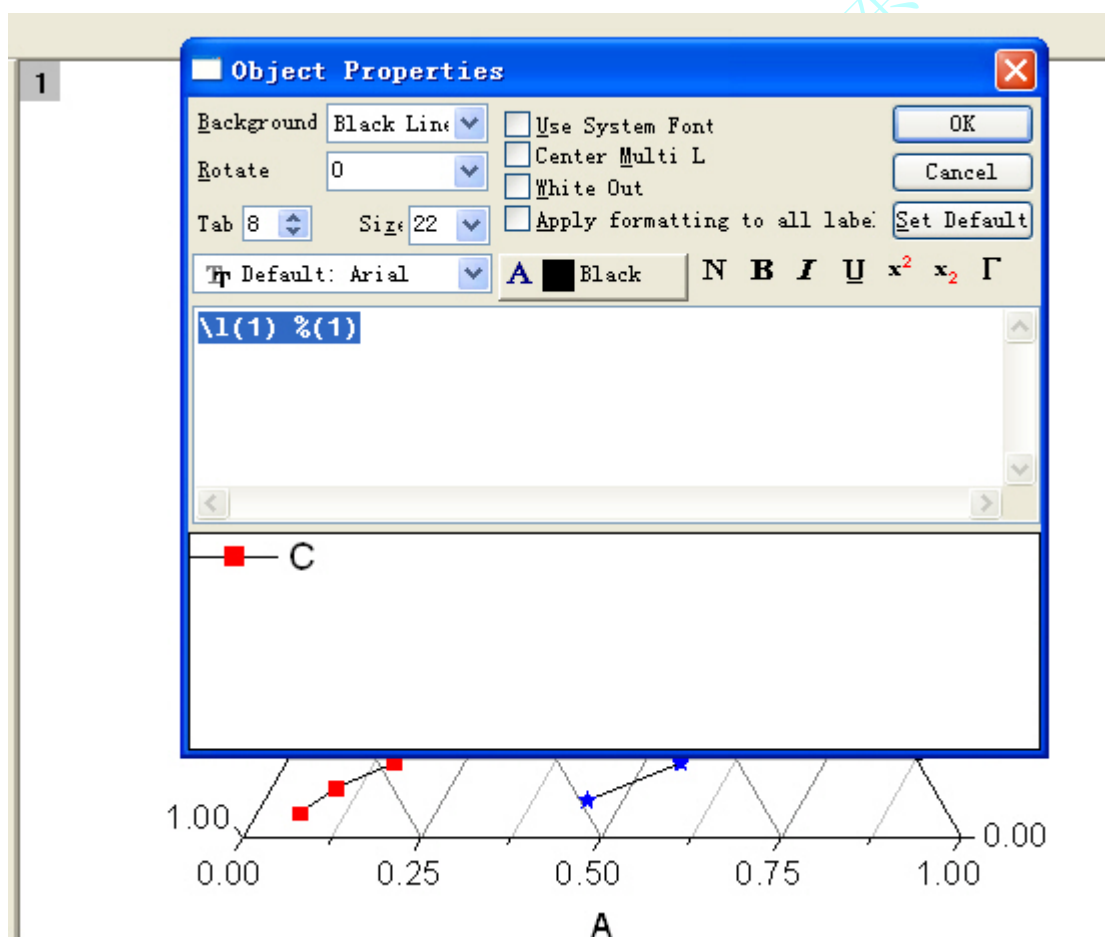 1
Object Properties
Background Black Line
Use System Font
OK
Center Multi L
Rotate 0
Cancel
White Out
Tab 8 Size 22
Apply formatting to all label
Set Default
Tr Default: Arial
A Black N B I U x² x₂ Γ
\l(1) %(1)
C
1.00
0.00
0.00 0.25 0.50 0.75 1.00
A